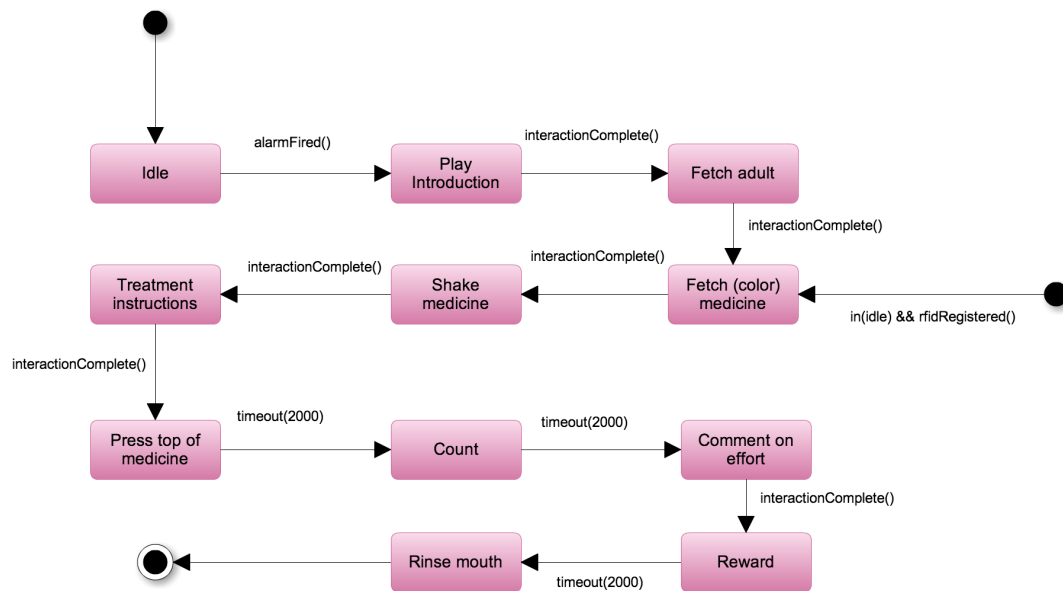 alarmFired()
interactionComplete()
Idle
Play
Introduction
Fetch adult
interactionComplete()
interactionComplete()
interactionComplete()
Treatment
instructions
Shake
medicine
Fetch (color)
medicine
in(idle) && rfidRegistered()
interactionComplete()
timeout(2000)
timeout(2000)
Press top of
medicine
Count
Comment on
effort
interactionComplete()
Rinse mouth
Reward
timeout(2000)